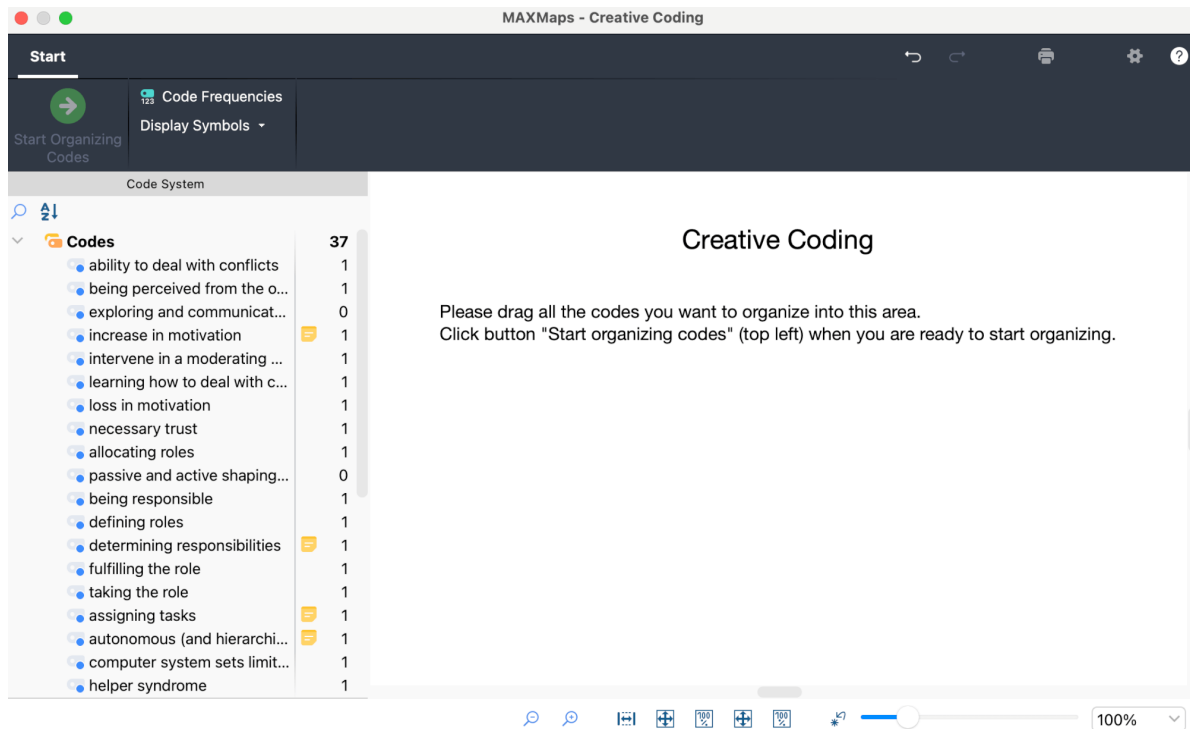 MAXMaps - Creative Coding
Start
Start Organizing
Codes
123 Code Frequencies
Display Symbols
Code System
Codes 37
ability to deal with conflicts 1
being perceived from the o... 1
exploring and communicat... 0
increase in motivation 1
intervene in a moderating ... 1
learning how to deal with c... 1
loss in motivation 1
necessary trust 1
allocating roles 1
passive and active shaping... 0
being responsible 1
defining roles 1
determining responsibilities 1
fulfilling the role 1
taking the role 1
assigning tasks 1
autonomous (and hierarchi... 1
computer system sets limit... 1
helper syndrome 1
Creative Coding
Please drag all the codes you want to organize into this area.
Click button "Start organizing codes" (top left) when you are ready to start organizing.
100%